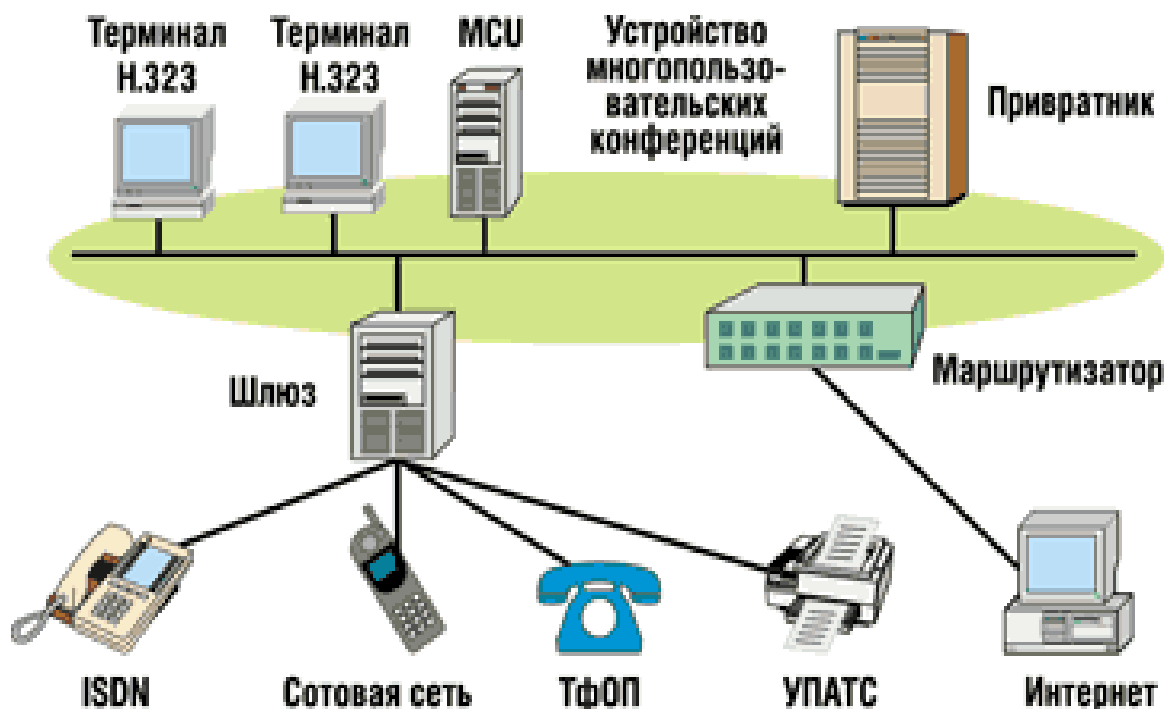 Терминал
Н.323
Терминал
Н.323
MCU
Устройство
многопользо-
вательских
конференций
Привратник
Шлюз
Маршрутизатор
ISDN
Сотовая сеть
ТфОП
УПАТС
Интернет